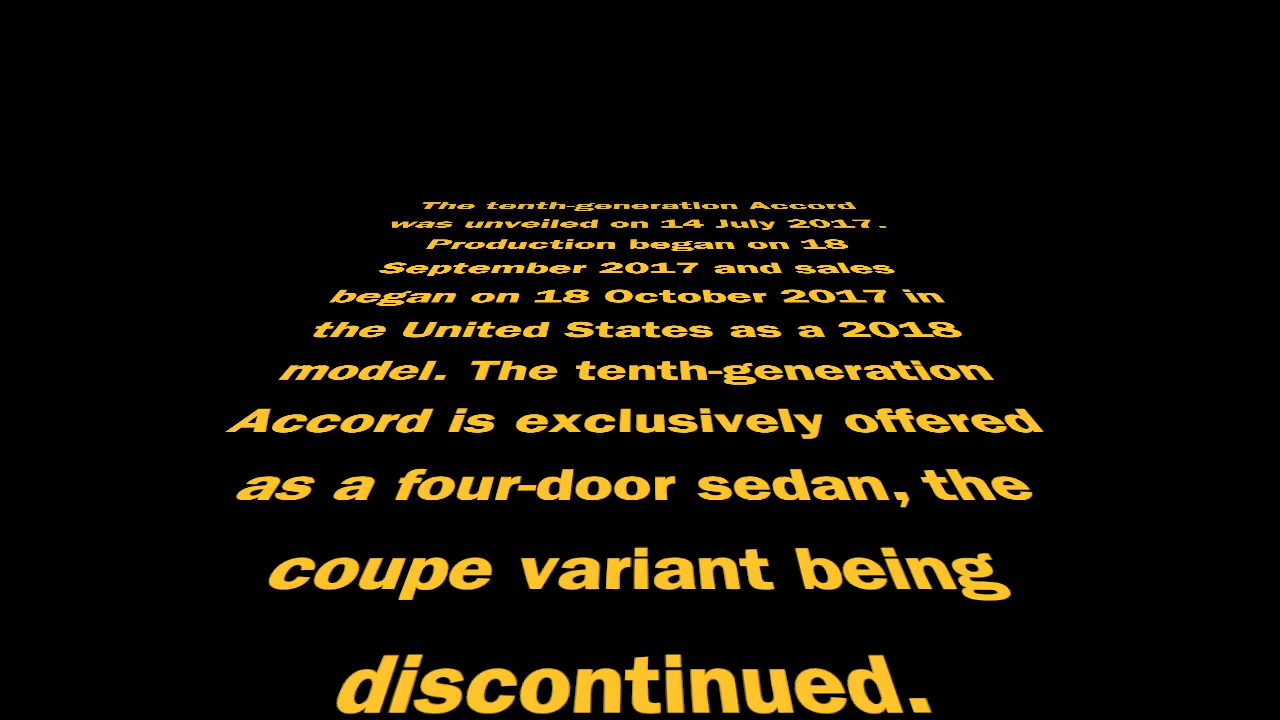 The tenth-generation Accord
was unveiled on 14 July 2017.
Production began on 18
September 2017 and sales
began on 18 October 2017 in
the United States as a 2018
model. The tenth-generation
Accord is exclusively offered
as a four-door sedan, the
coupe variant being
discontinued.